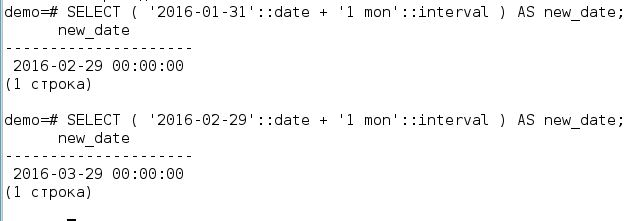 demo=# SELECT ( '2016-01-31'::date + '1 mon'::interval ) AS new_date;
      new_date
---------------------
 2016-02-29 00:00:00
(1 строка)

demo=# SELECT ( '2016-02-29'::date + '1 mon'::interval ) AS new_date;
      new_date
---------------------
 2016-03-29 00:00:00
(1 строка)